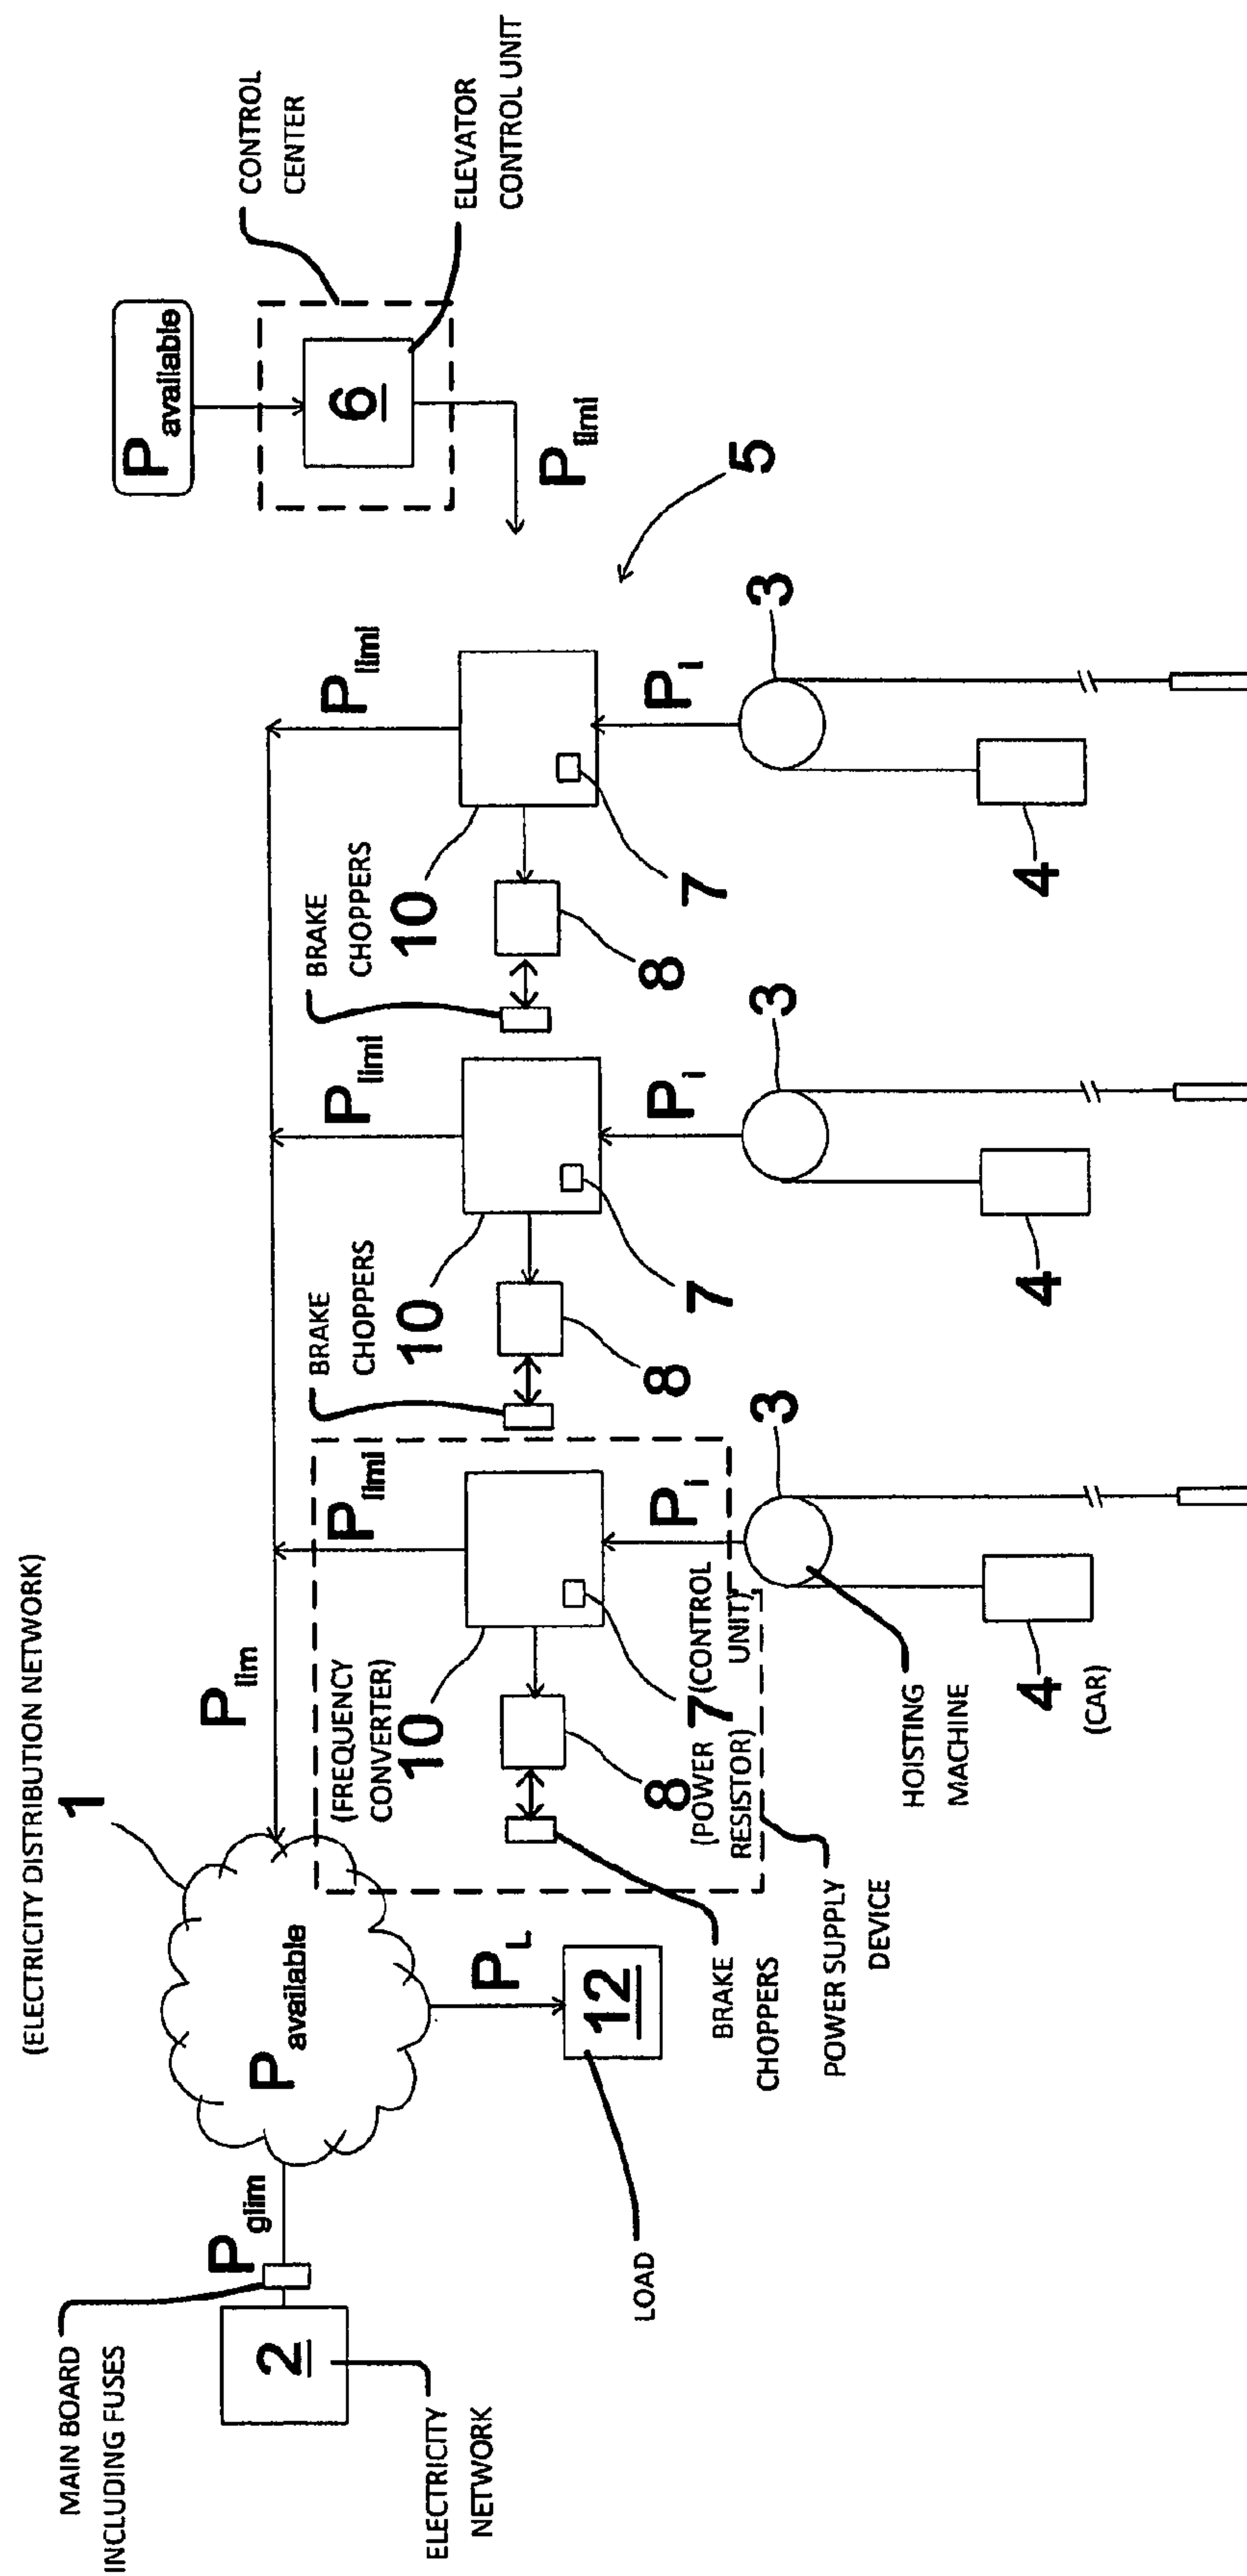 (ELECTRICITY DISTRIBUTION NETWORK)
1
MAIN BOARD
INCLUDING FUSES
P glim
2
ELECTRICITY
NETWORK
P available
P lim
P L
12
LOAD
(FREQUENCY
CONVERTER)
10
P limi
P i
8
(POWER
RESISTOR)
7
(CONTROL
UNIT)
BRAKE
CHOPPERS
POWER SUPPLY
DEVICE
3
HOISTING
MACHINE
4
(CAR)
BRAKE
CHOPPERS
10
P limi
8
7
P i
3
4
BRAKE
CHOPPERS
10
P limi
8
7
P i
3
4
5
P available
6
P limi
CONTROL
CENTER
ELEVATOR
CONTROL UNIT